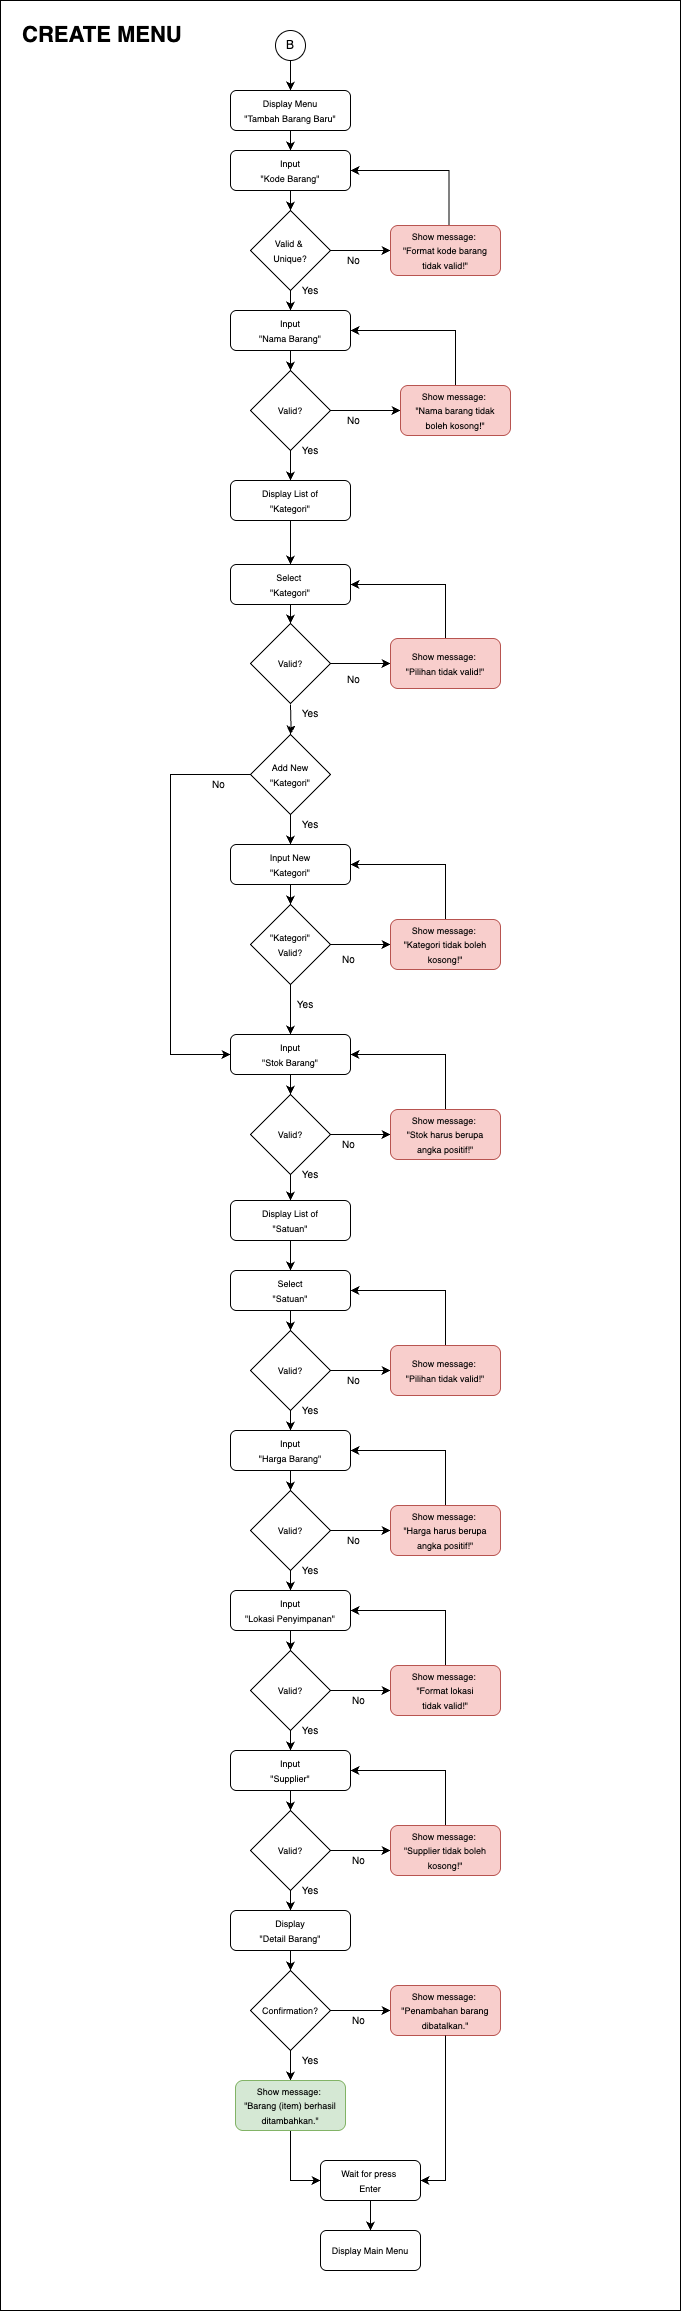 CREATE MENU
B
Display Menu
"Tambah Barang Baru"
Input
"Kode Barang"
Valid &
Unique?
No
Show message:
"Format kode barang
tidak valid!"
Yes
Input
"Nama Barang"
Valid?
No
Show message:
"Nama barang tidak
boleh kosong!"
Yes
Display List of
"Kategori"
Select
"Kategori"
Valid?
No
Show message:
"Pilihan tidak valid!"
Yes
Add New
"Kategori"
No
Yes
Input New
"Kategori"
"Kategori"
Valid?
No
Show message:
"Kategori tidak boleh
kosong!"
Yes
Input
"Stok Barang"
Valid?
No
Show message:
"Stok harus berupa
angka positif!"
Yes
Display List of
"Satuan"
Select
"Satuan"
Valid?
No
Show message:
"Pilihan tidak valid!"
Yes
Input
"Harga Barang"
Valid?
No
Show message:
"Harga harus berupa
angka positif!"
Yes
Input
"Lokasi Penyimpanan"
Valid?
No
Show message:
"Format lokasi
tidak valid!"
Yes
Input
"Supplier"
Valid?
No
Show message:
"Supplier tidak boleh
kosong!"
Yes
Display
"Detail Barang"
Confirmation?
No
Show message:
"Penambahan barang
dibatalkan."
Yes
Show message:
"Barang (item) berhasil
ditambahkan."
Wait for press
Enter
Display Main Menu